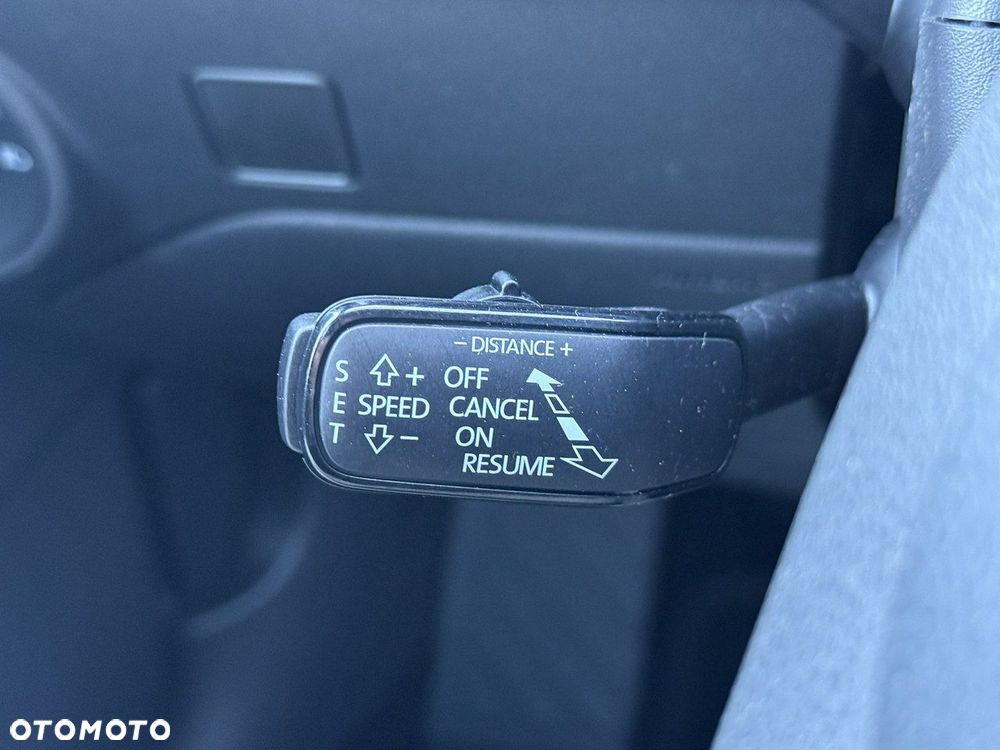 − DISTANCE +
S + OFF
E SPEED CANCEL
T − ON
RESUME
OTOMOTO